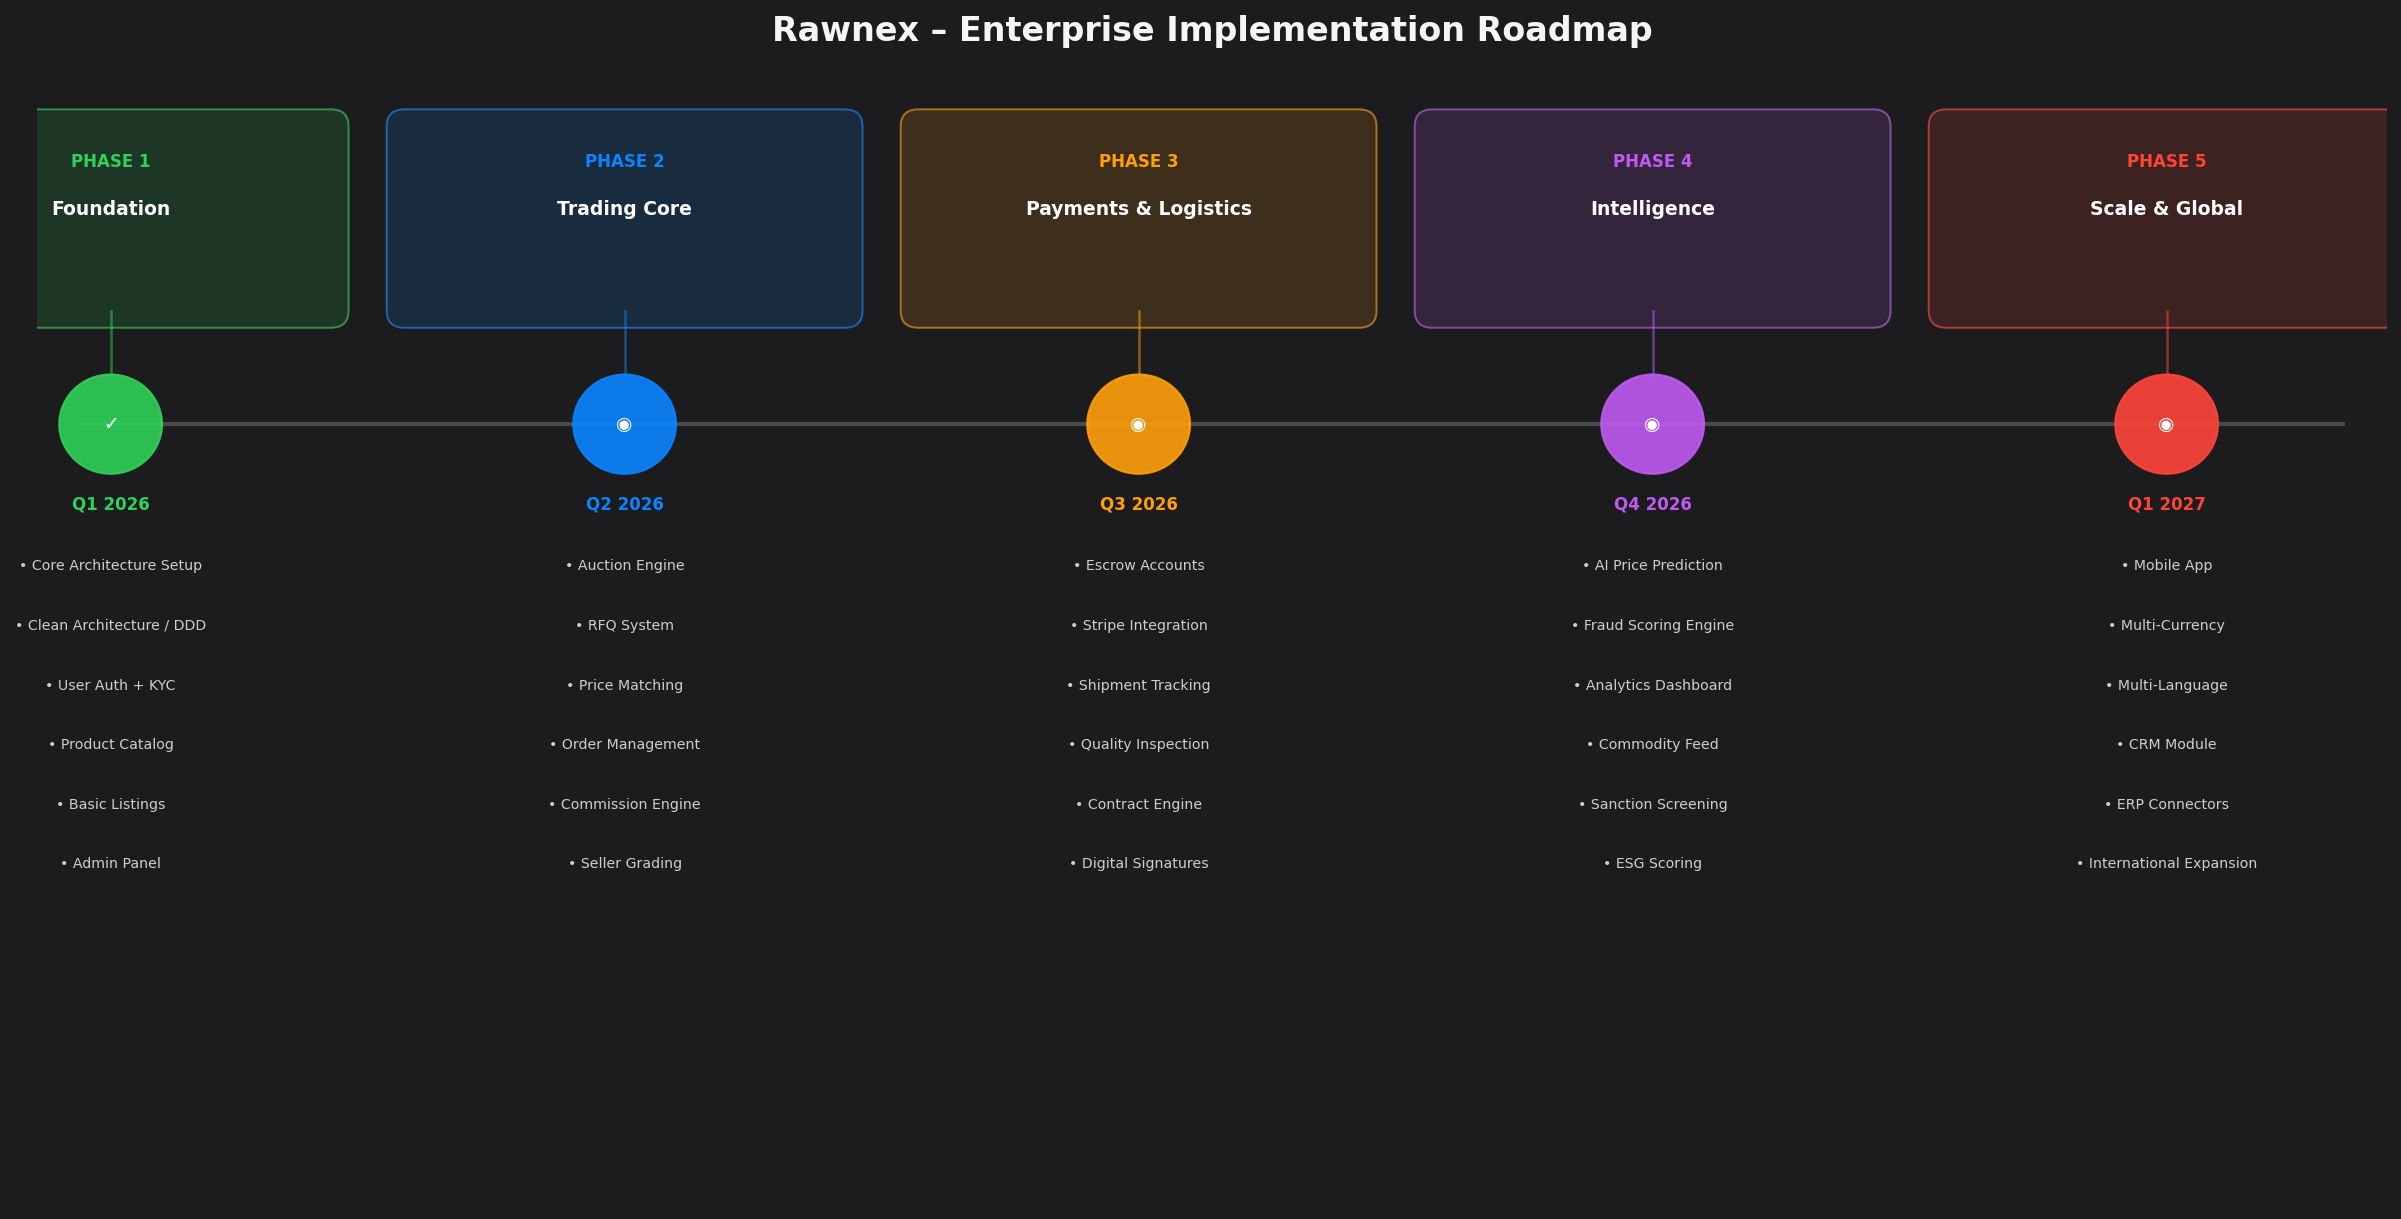 Rawnex – Enterprise Implementation Roadmap
PHASE 1
Foundation
✓
Q1 2026
• Core Architecture Setup
• Clean Architecture / DDD
• User Auth + KYC
• Product Catalog
• Basic Listings
• Admin Panel
PHASE 2
Trading Core
◉
Q2 2026
• Auction Engine
• RFQ System
• Price Matching
• Order Management
• Commission Engine
• Seller Grading
PHASE 3
Payments & Logistics
◉
Q3 2026
• Escrow Accounts
• Stripe Integration
• Shipment Tracking
• Quality Inspection
• Contract Engine
• Digital Signatures
PHASE 4
Intelligence
◉
Q4 2026
• AI Price Prediction
• Fraud Scoring Engine
• Analytics Dashboard
• Commodity Feed
• Sanction Screening
• ESG Scoring
PHASE 5
Scale & Global
◉
Q1 2027
• Mobile App
• Multi-Currency
• Multi-Language
• CRM Module
• ERP Connectors
• International Expansion